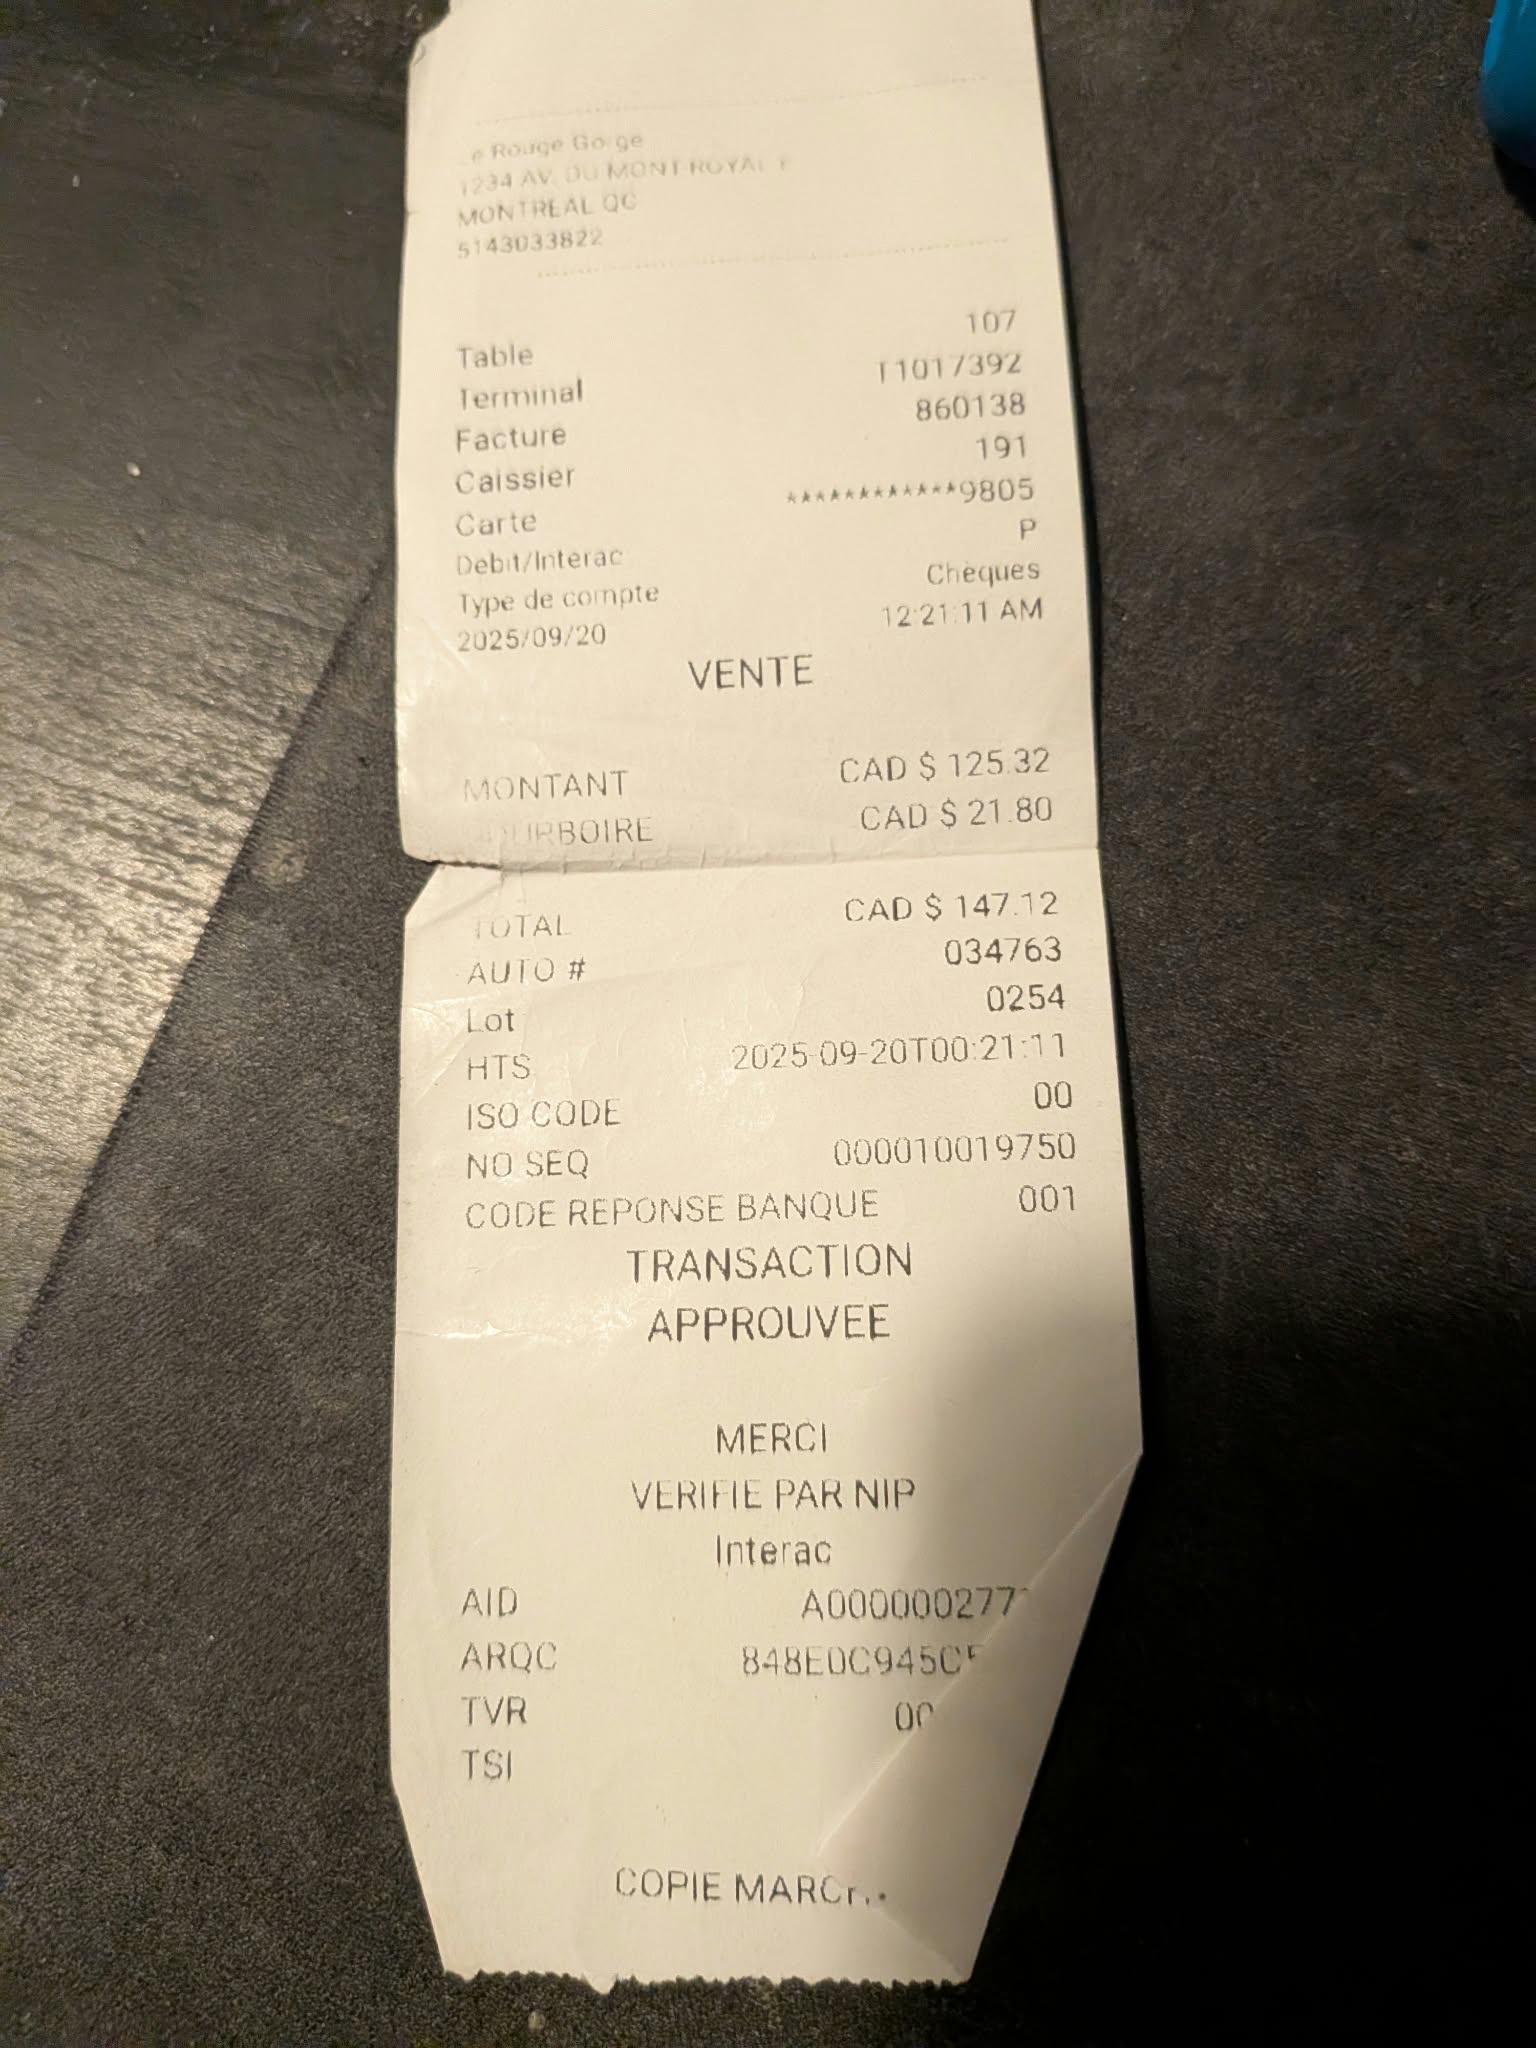 Rouge Gorge
1234 AV. DU MONT-ROYAL E
MONTREAL QC
5143033822
Table 107
Terminal T1017392
Facture 860138
Caissier 191
Carte ************9805
Debit/Interac P
Type de compte Chèques
2025/09/20 12:21:11 AM
VENTE
MONTANT CAD $ 125.32
POURBOIRE CAD $ 21.80
TOTAL CAD $ 147.12
AUTO # 034763
Lot 0254
HTS 2025-09-20T00:21:11
ISO CODE 00
NO SEQ 000010019750
CODE REPONSE BANQUE 001
TRANSACTION
APPROUVEE
MERCI
VERIFIE PAR NIP
Interac
AID
ARQC
TVR
TSI
COPIE